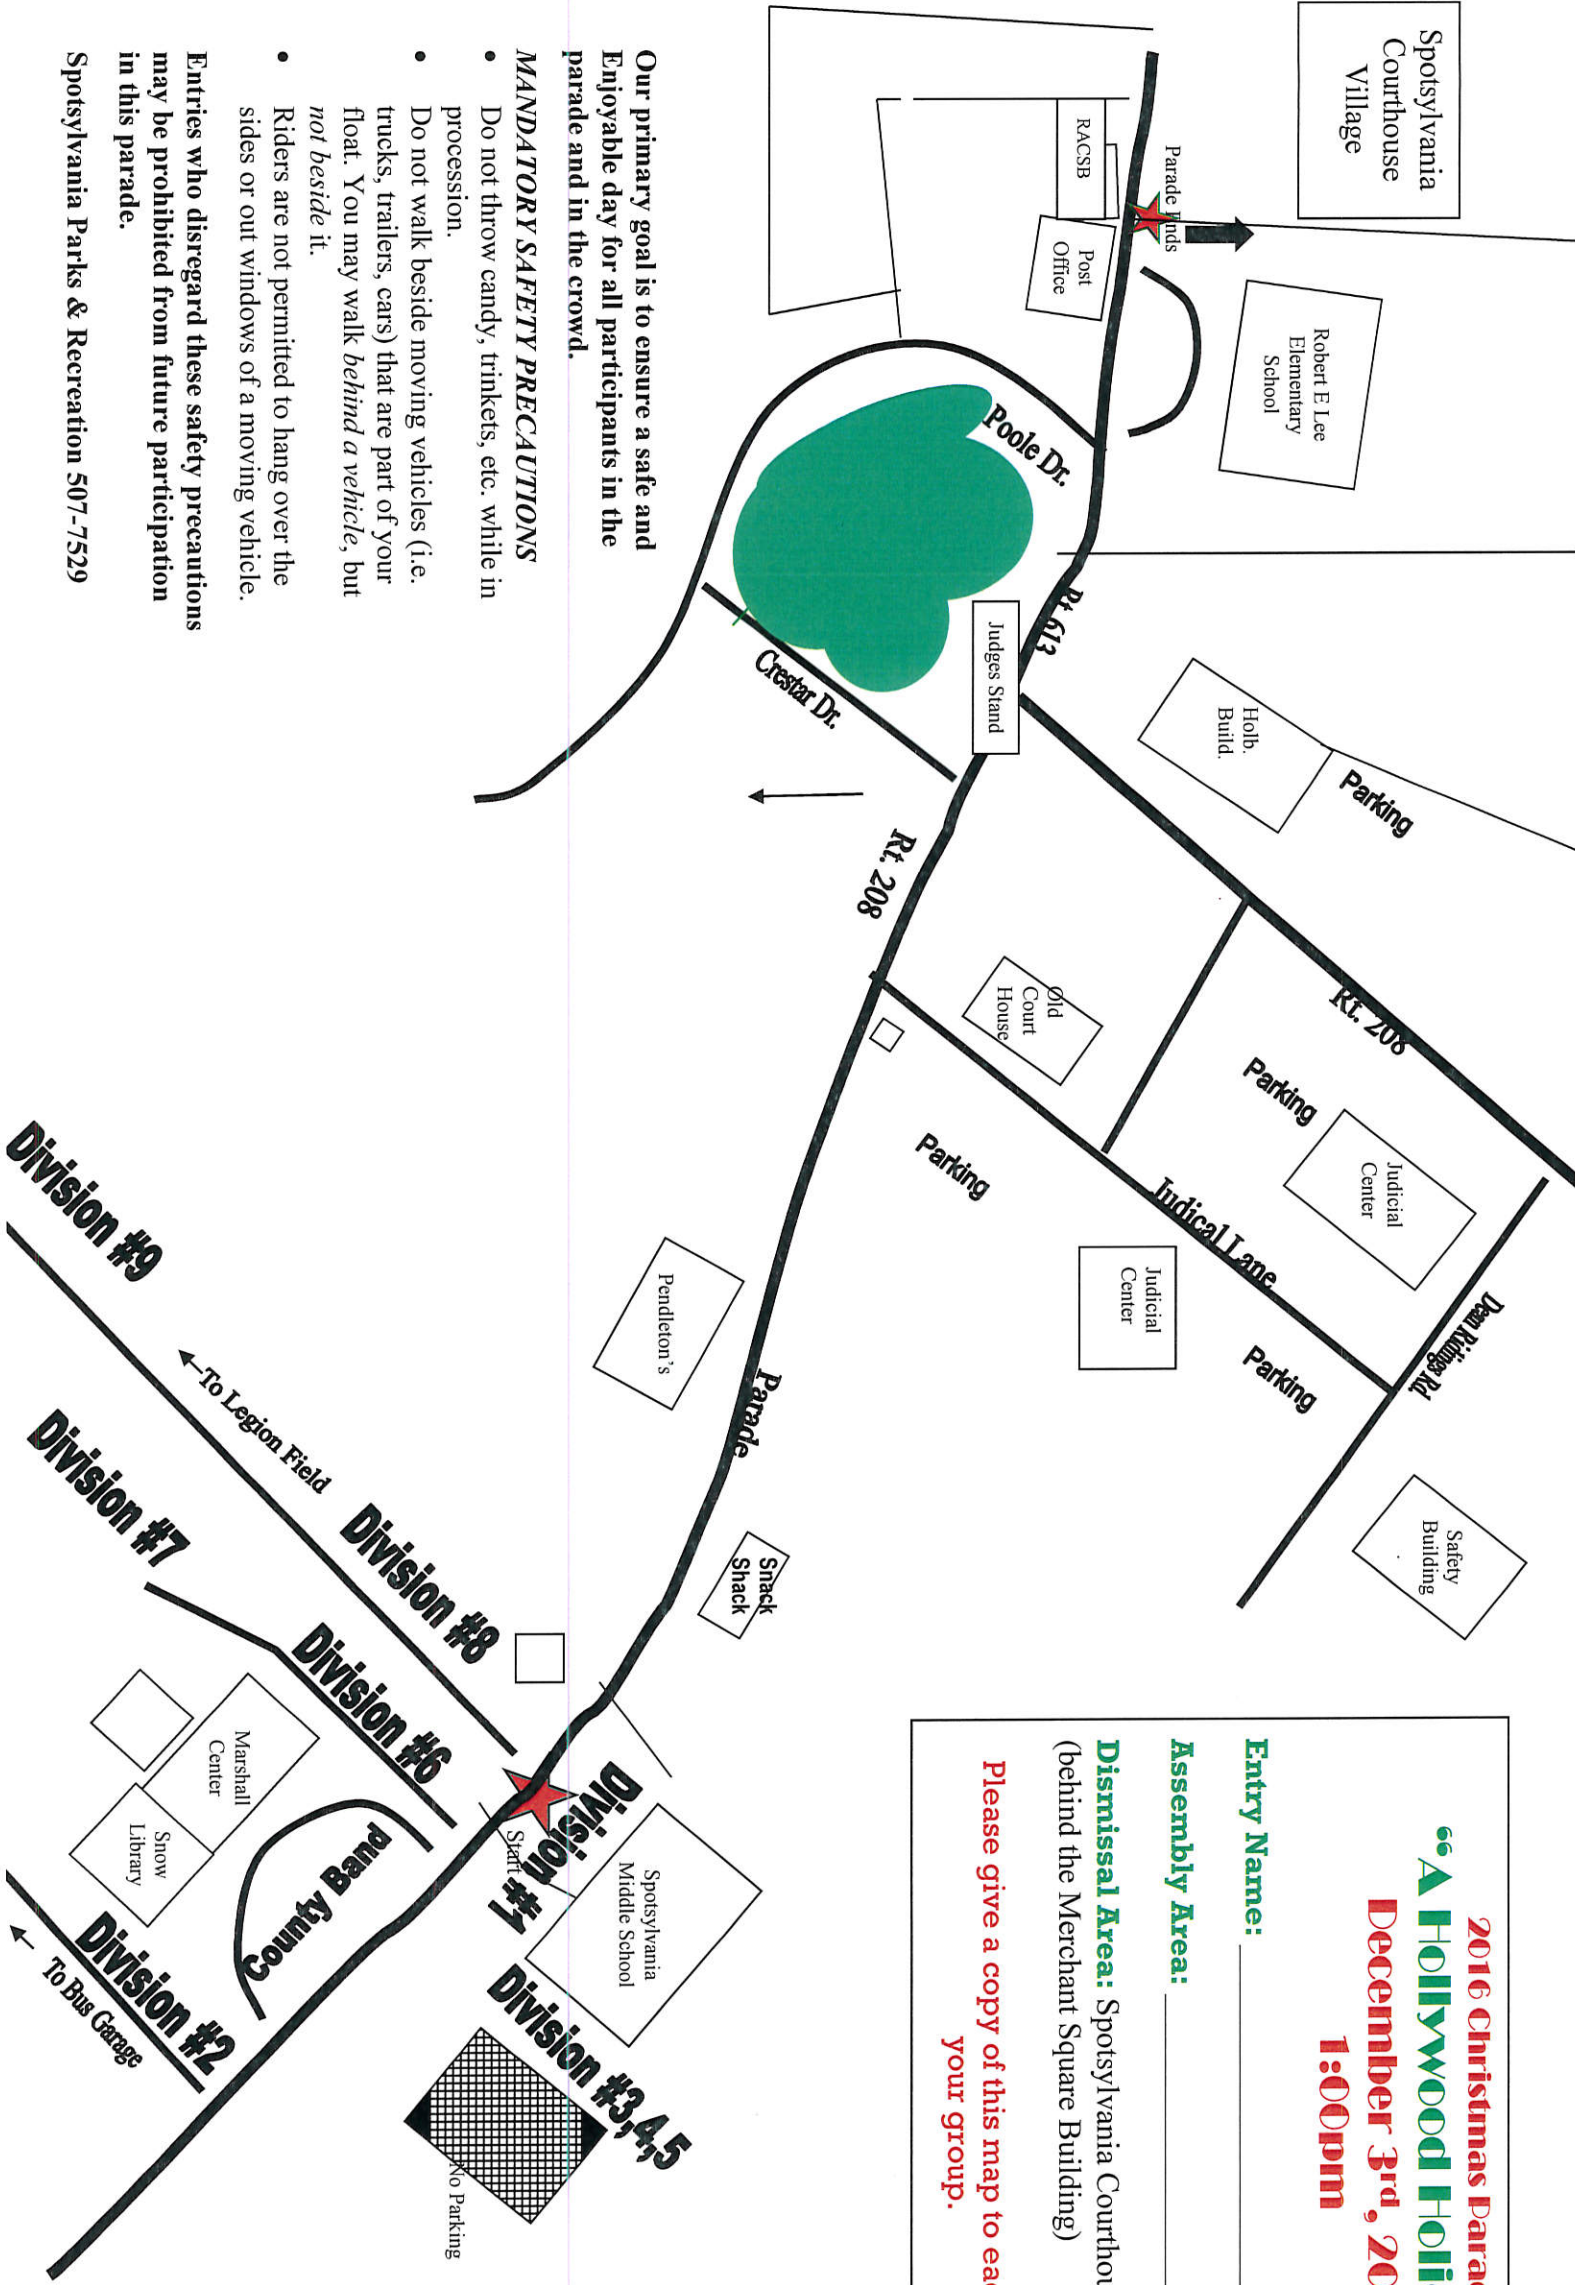 Spotsylvania
Courthouse
Village
Parade Ends
RACSB
Post
Office
Robert E Lee
Elementary
School
Poole Dr.
Rt 613
Judges Stand
Crestar Dr.
Holb.
Build.
Parking
Rt. 208
Rt. 208
Old
Court
House
Parking
Judicial
Center
Parking
Judical Lane
Judicial
Center
Dean Ridings Rd.
Parking
Safety
Building
Pendleton's
Parade
Snack
Shack
Division #9
To Legion Field
Division #7
Division #8
Division #6
Marshall
Center
Snow
Library
County Band
Start
Division #1
Spotsylvania
Middle School
Division #3,4,5
No Parking
Division #2
To Bus Garage
Our primary goal is to ensure a safe and
Enjoyable day for all participants in the
parade and in the crowd.
MANDATORY SAFETY PRECAUTIONS
• Do not throw candy, trinkets, etc. while in
procession.
• Do not walk beside moving vehicles (i.e.
trucks, trailers, cars) that are part of your
float. You may walk behind a vehicle, but
not beside it.
• Riders are not permitted to hang over the
sides or out windows of a moving vehicle.
Entries who disregard these safety precautions
may be prohibited from future participation
in this parade.
Spotsylvania Parks & Recreation 507-7529
2016 Christmas Parad
“A Hollywood Holi
December 3rd, 20
1:00pm
Entry Name:
Assembly Area:
Dismissal Area: Spotsylvania Courthou
(behind the Merchant Square Building)
Please give a copy of this map to eac
your group.